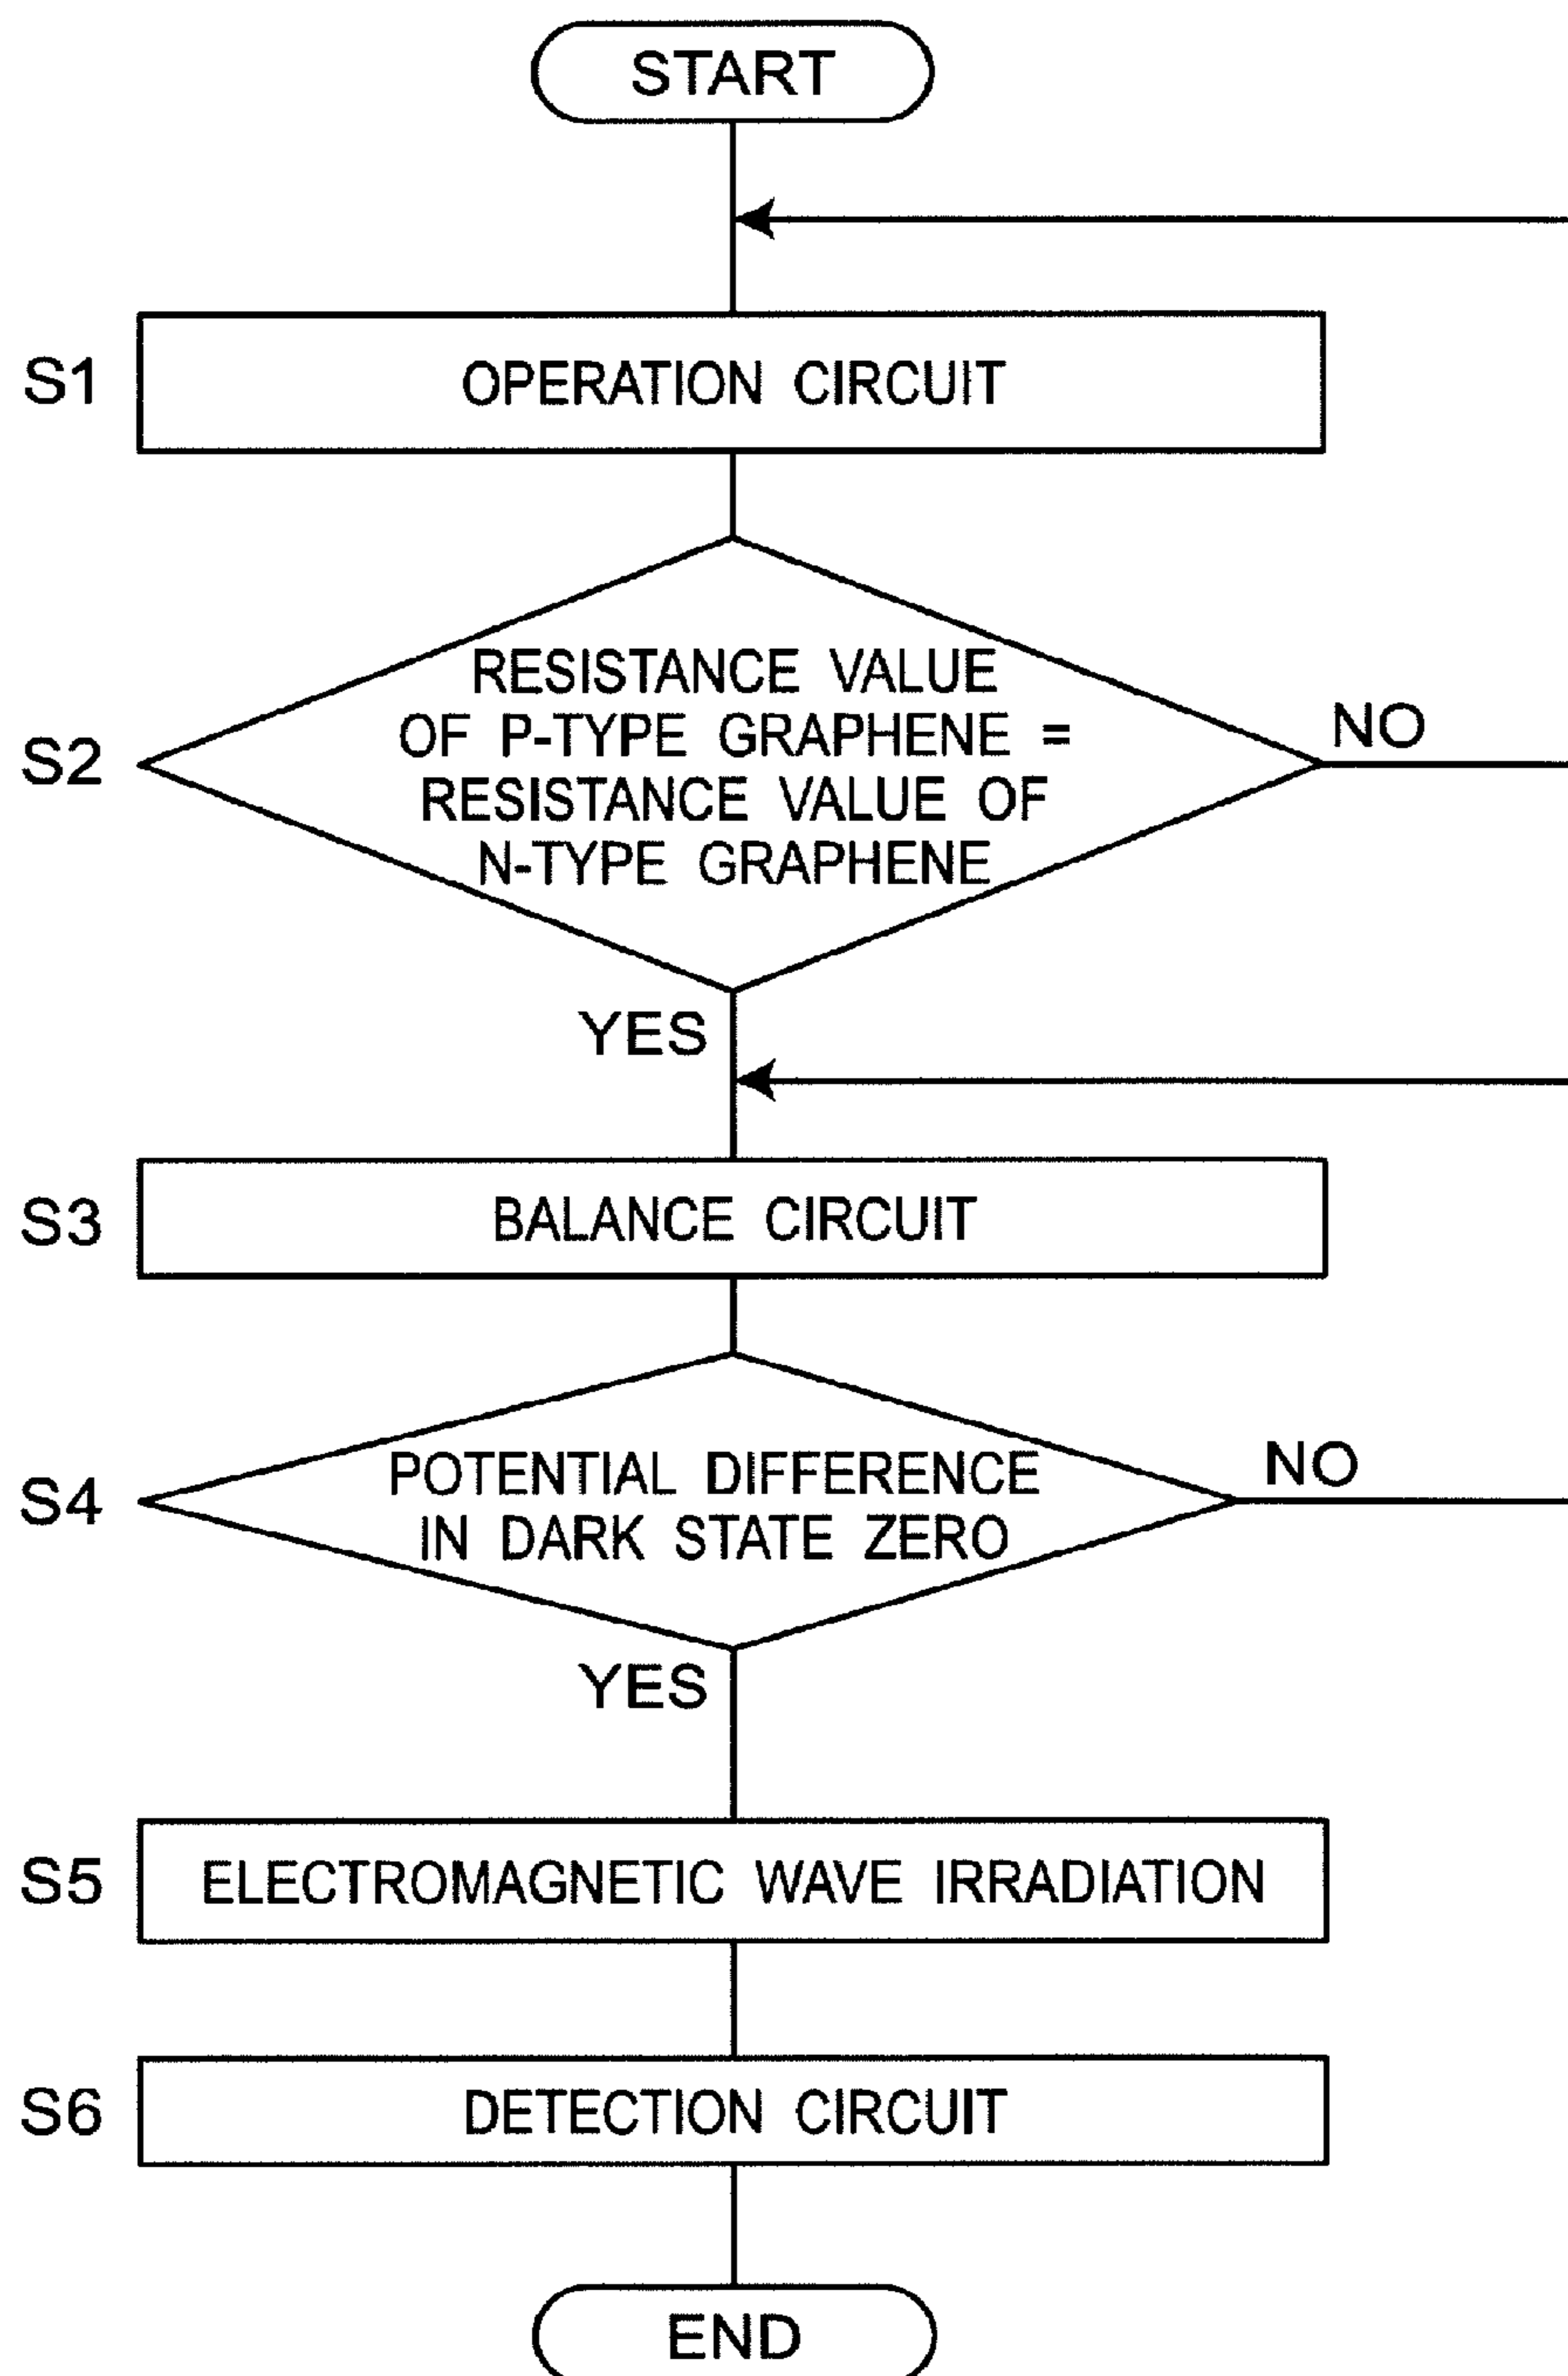 START
S1
OPERATION CIRCUIT
S2
RESISTANCE VALUE
OF P-TYPE GRAPHENE =
RESISTANCE VALUE OF
N-TYPE GRAPHENE
NO
YES
S3
BALANCE CIRCUIT
S4
POTENTIAL DIFFERENCE
IN DARK STATE ZERO
NO
YES
S5
ELECTROMAGNETIC WAVE IRRADIATION
S6
DETECTION CIRCUIT
END